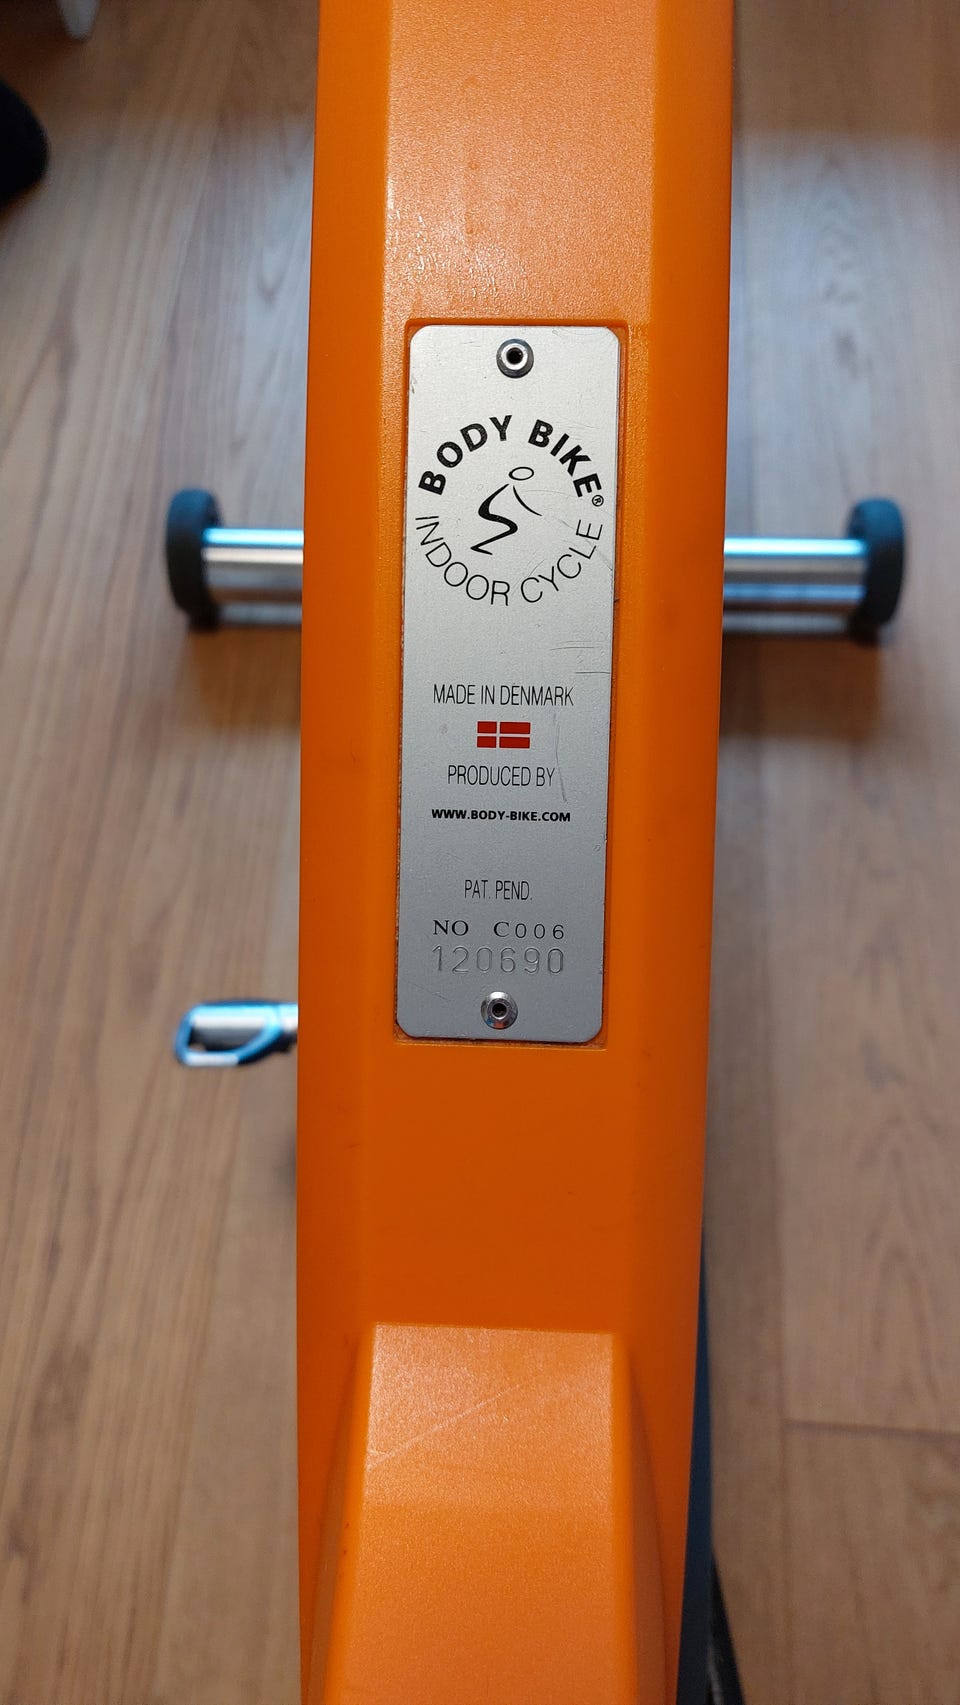 BODY BIKE®
INDOOR CYCLE
MADE IN DENMARK
PRODUCED BY
WWW.BODY-BIKE.COM
PAT. PEND.
NO C006
120690